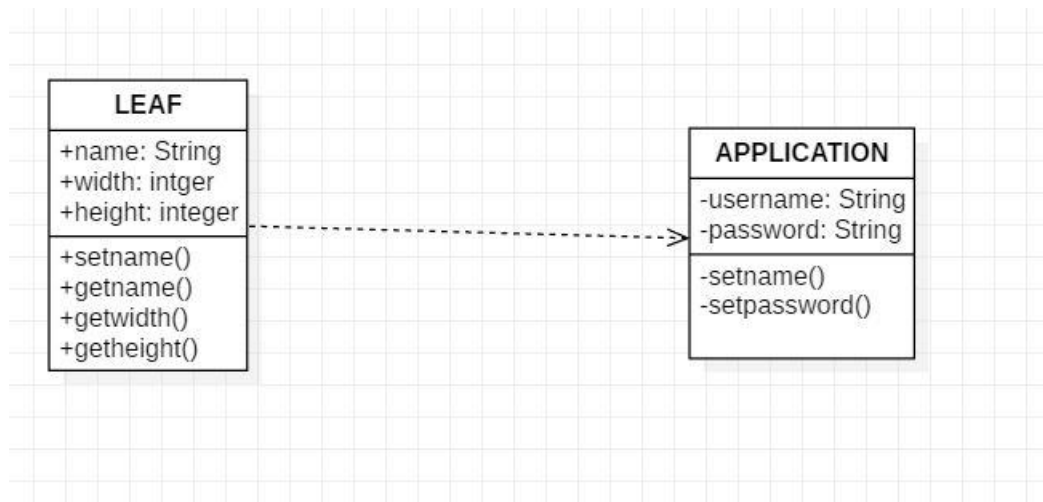 LEAF
+name: String
+width: intger
+height: integer
+setname()
+getname()
+getwidth()
+getheight()
APPLICATION
-username: String
-password: String
-setname()
-setpassword()